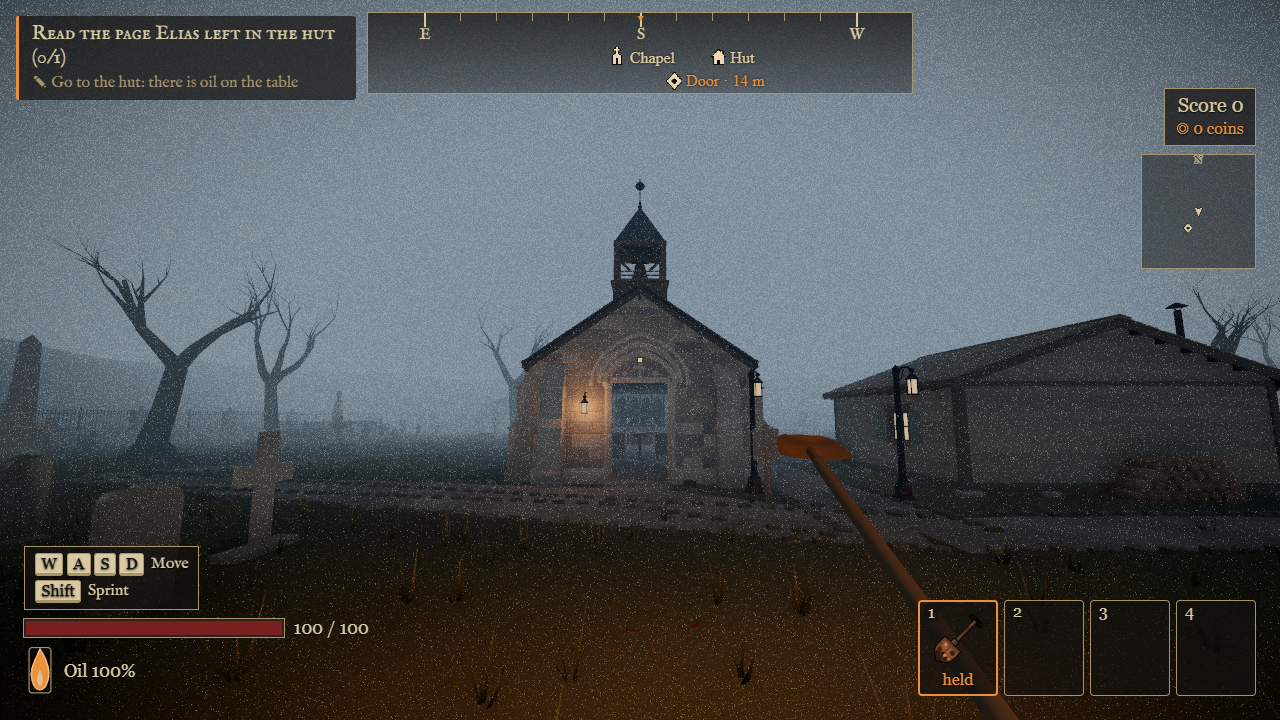 Read the page Elias left in the hut
(0/1)
Go to the hut: there is oil on the table
E S W
Chapel Hut
Door · 14 m
Score 0
0 coins
W A S D Move
Shift Sprint
100 / 100
Oil 100%
1 2 3 4
held